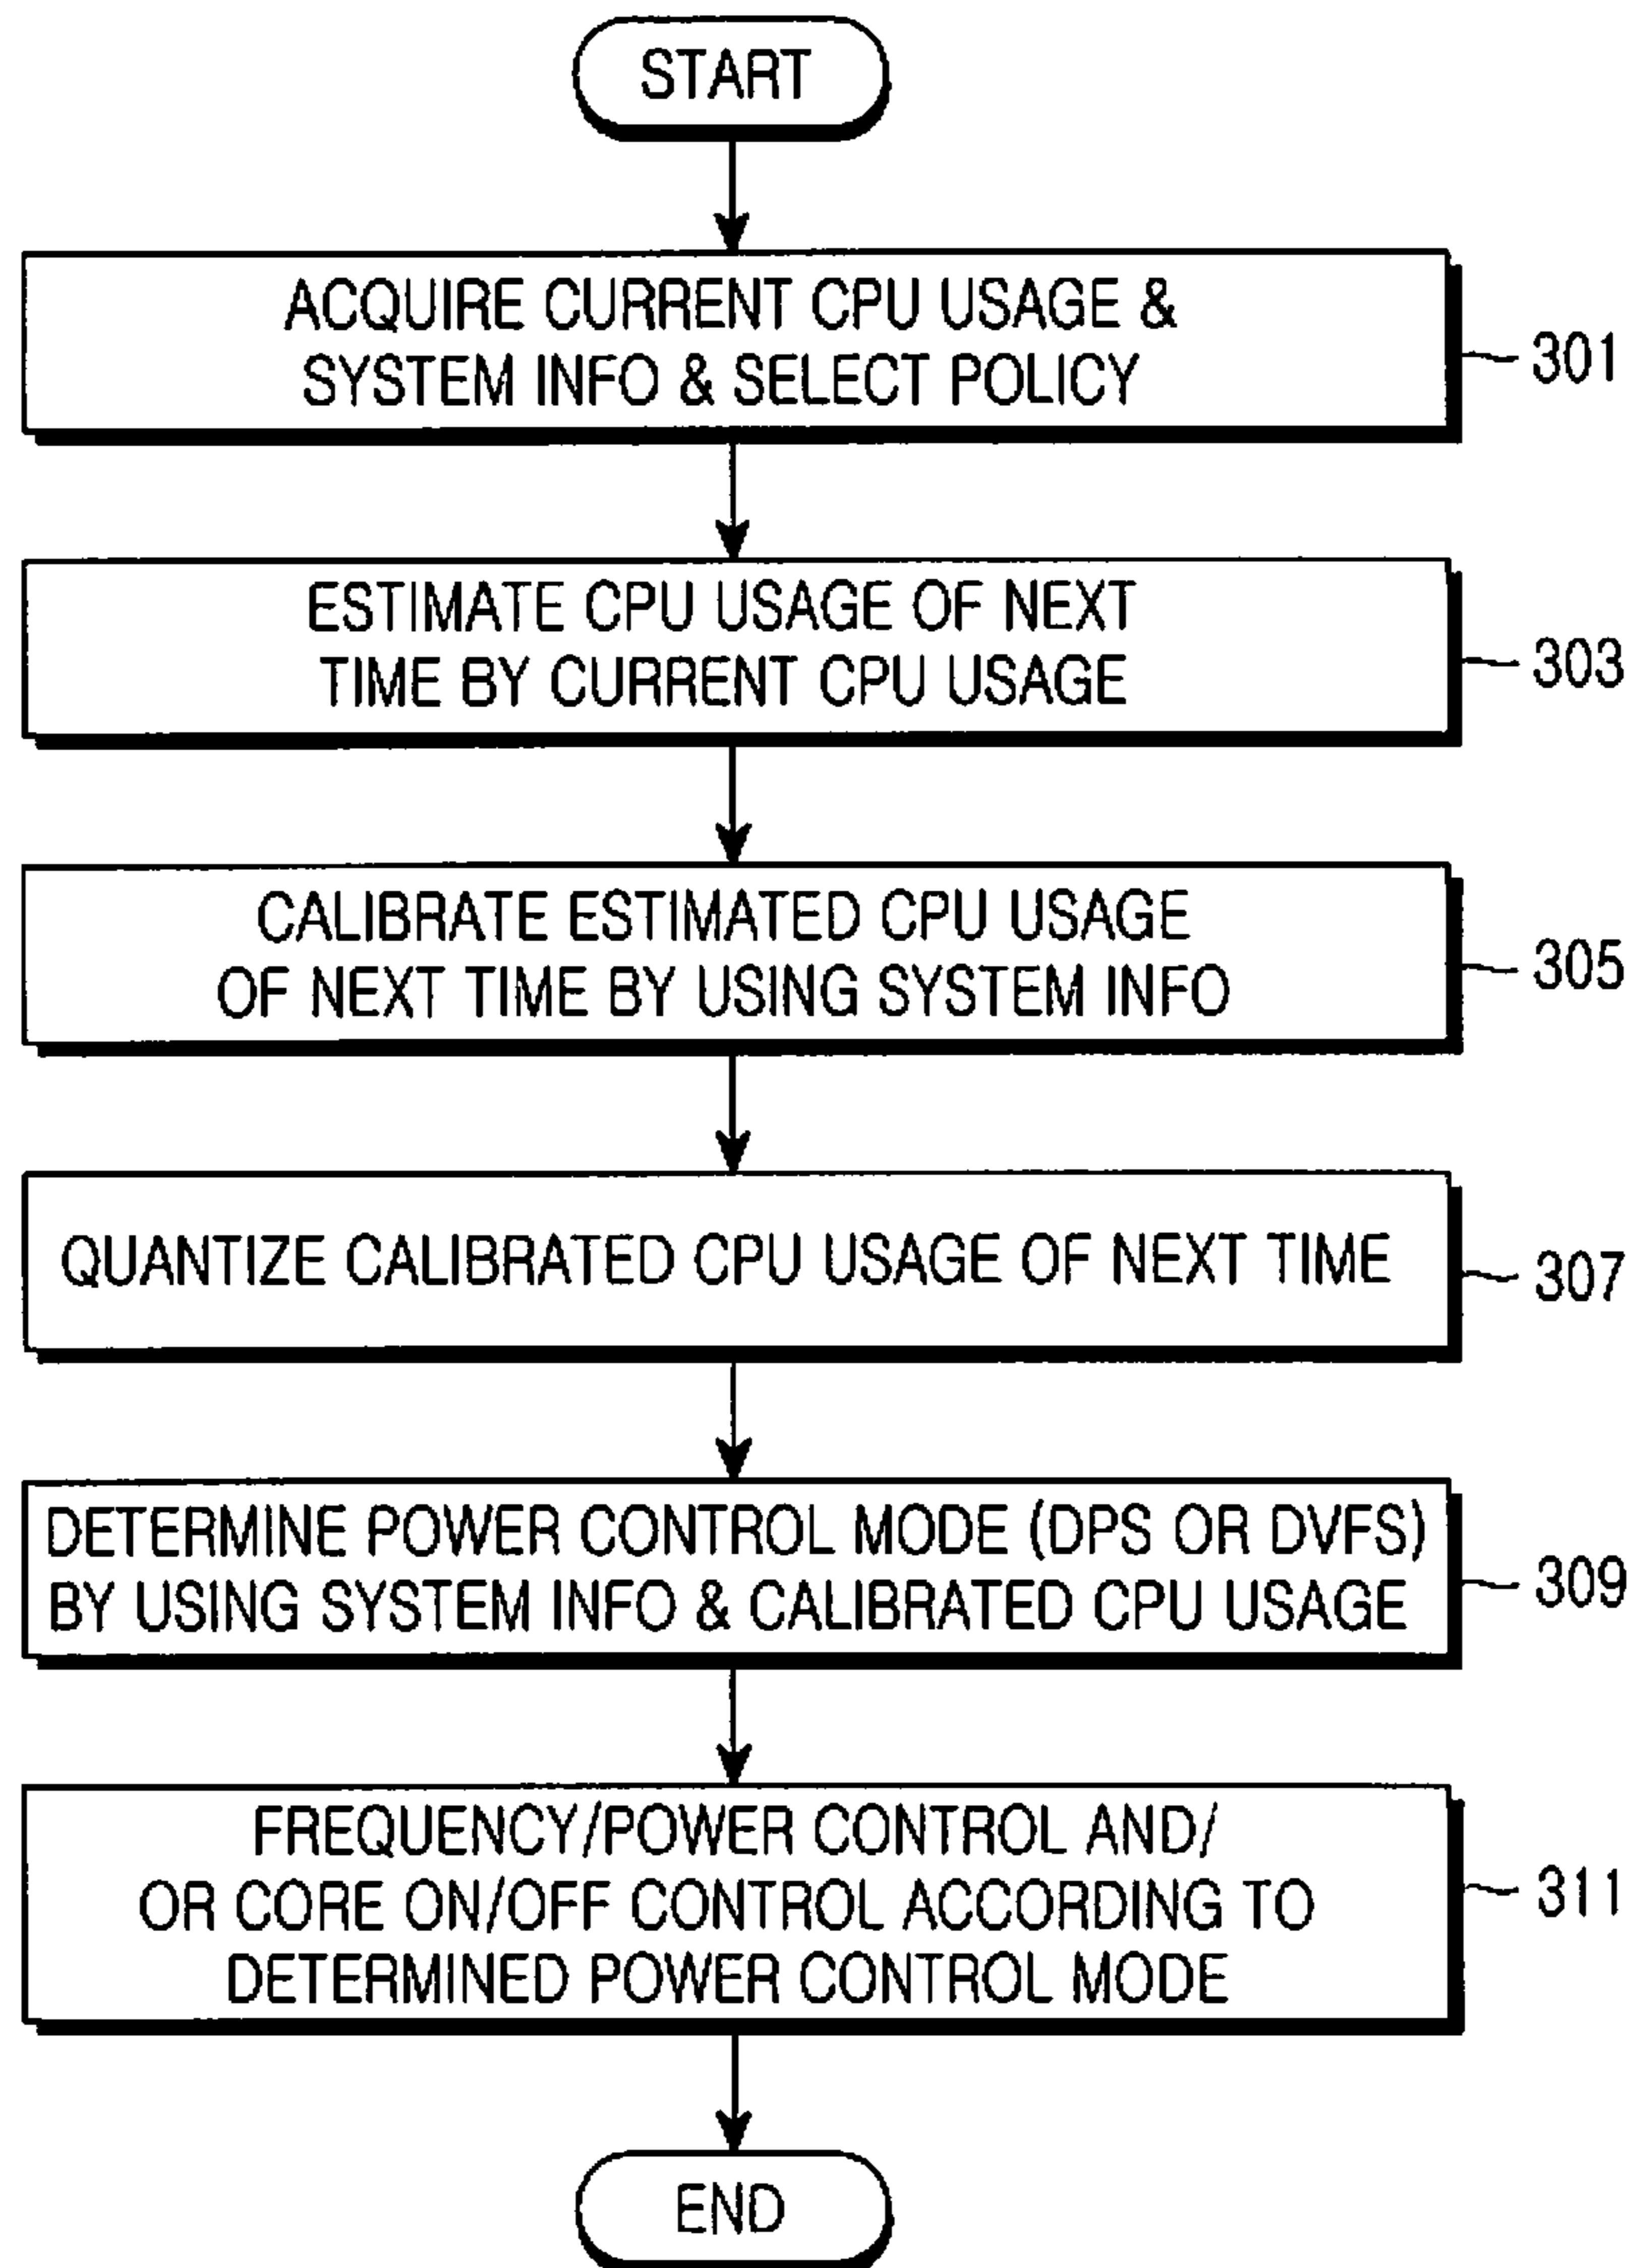 START
ACQUIRE CURRENT CPU USAGE &
SYSTEM INFO & SELECT POLICY
301
ESTIMATE CPU USAGE OF NEXT
TIME BY CURRENT CPU USAGE
303
CALIBRATE ESTIMATED CPU USAGE
OF NEXT TIME BY USING SYSTEM INFO
305
QUANTIZE CALIBRATED CPU USAGE OF NEXT TIME
307
DETERMINE POWER CONTROL MODE (DPS OR DVFS)
BY USING SYSTEM INFO & CALIBRATED CPU USAGE
309
FREQUENCY/POWER CONTROL AND/
OR CORE ON/OFF CONTROL ACCORDING TO
DETERMINED POWER CONTROL MODE
311
END